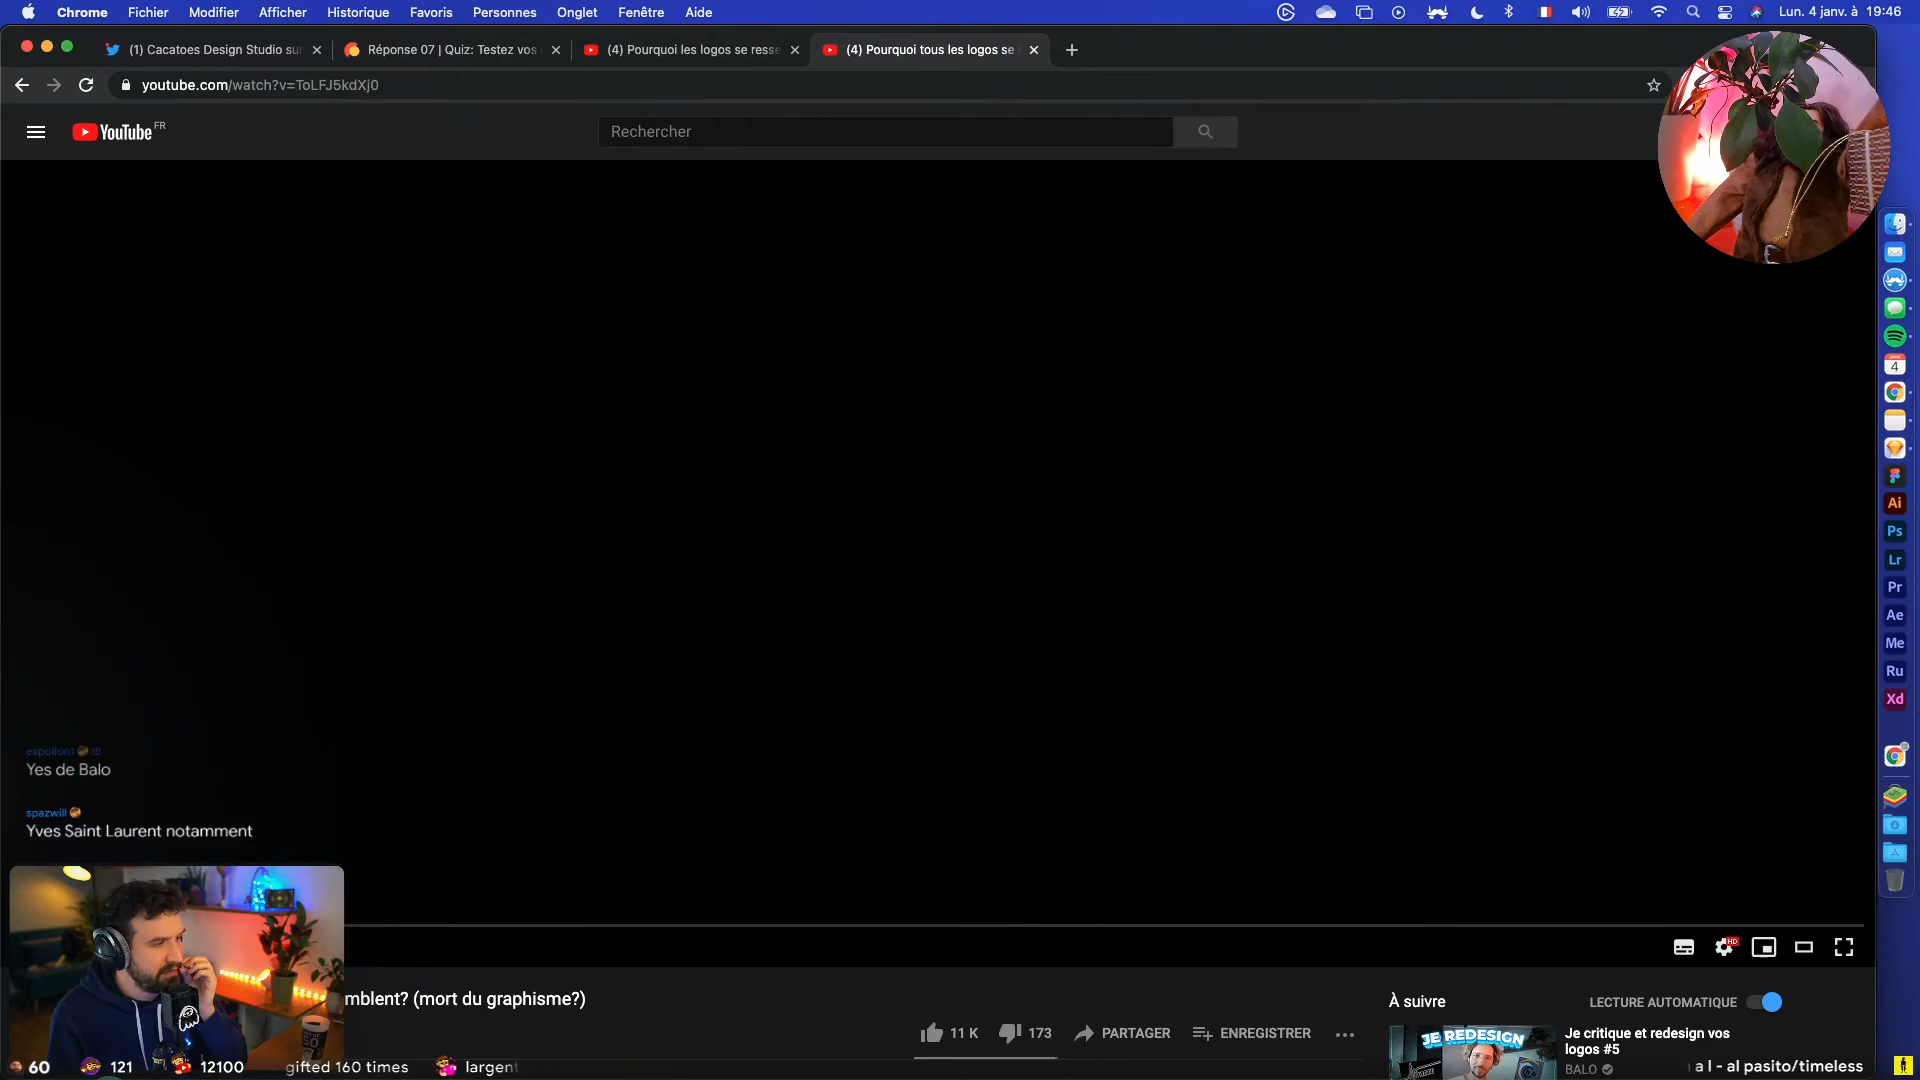 Chrome Fichier Modifier Afficher Historique Favoris Personnes Onglet Fenêtre Aide
Lun. 4 janv. à 19:46
(1) Cacatoes Design Studio su
Réponse 07 | Quiz: Testez vos
(4) Pourquoi les logos se resse
(4) Pourquoi tous les logos se
youtube.com/watch?v=ToLFJ5kdXj0
YouTube FR
Rechercher
4
Ai
Ps
Lr
Pr
Ae
Me
Ru
Xd
expolion1
Yes de Balo
spazwill
Yves Saint Laurent notamment
HD
mblent? (mort du graphisme?)
11 K 173 PARTAGER ENREGISTRER
À suivre
LECTURE AUTOMATIQUE
JE REDESIGN
Je critique et redesign vos
logos #5
BALO
60 121 12100 gifted 160 times largent
a l - al pasito/timeless